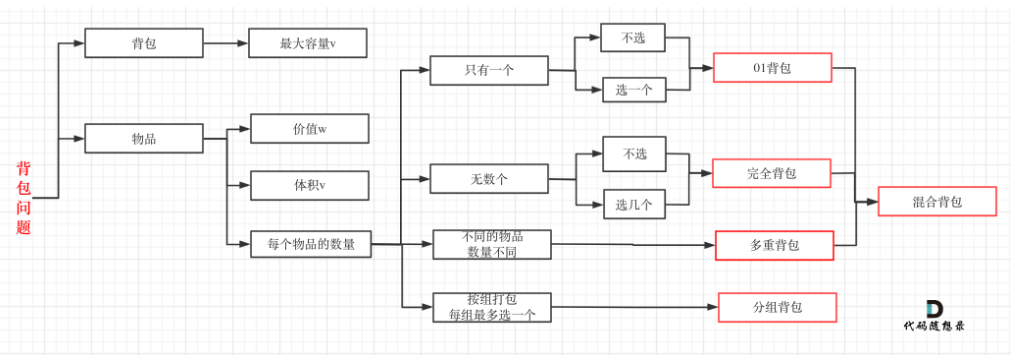 背包问题
背包
最大容量v
物品
价值w
体积v
每个物品的数量
只有一个
不选
选一个
01背包
无数个
不选
选几个
完全背包
不同的物品
数量不同
多重背包
混合背包
按组打包
每组最多选一个
分组背包
代码随想录